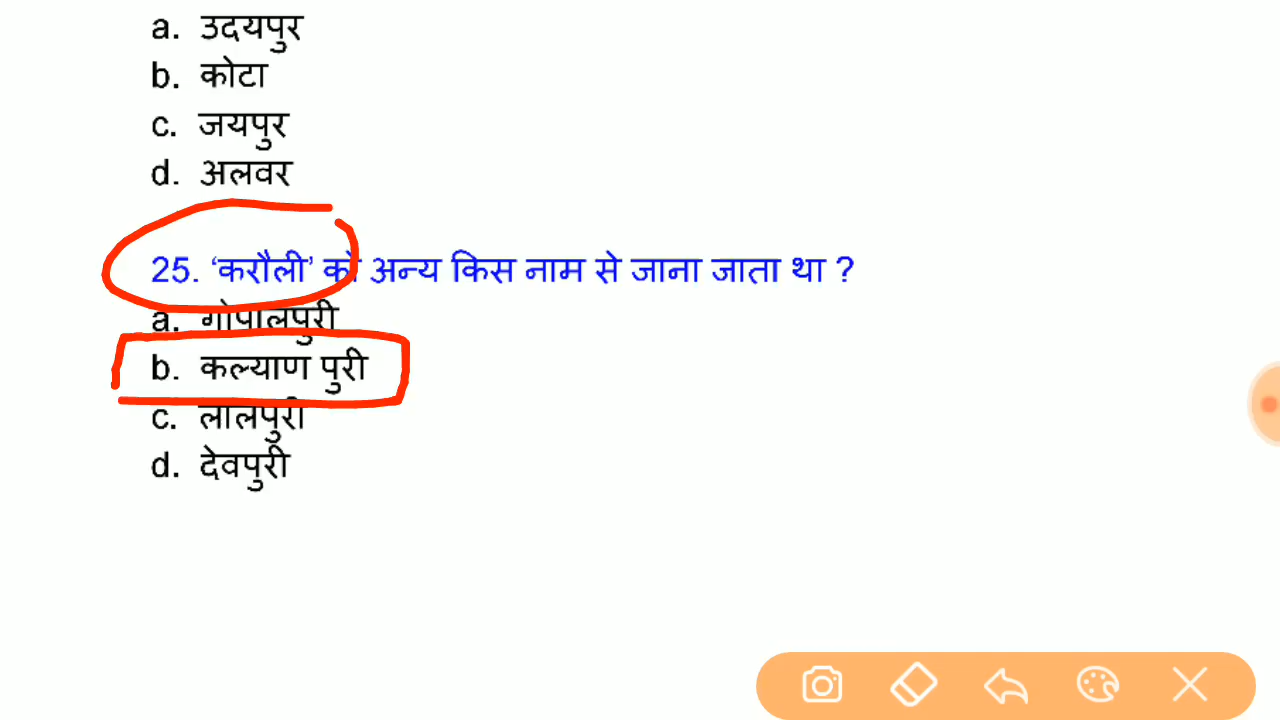 a. उदयपुर
b. कोटा
c. जयपुर
d. अलवर
25. ‘करौली’ को अन्य किस नाम से जाना जाता था ?
a. गोपालपुरी
b. कल्याण पुरी
c. लालपुरी
d. देवपुरी